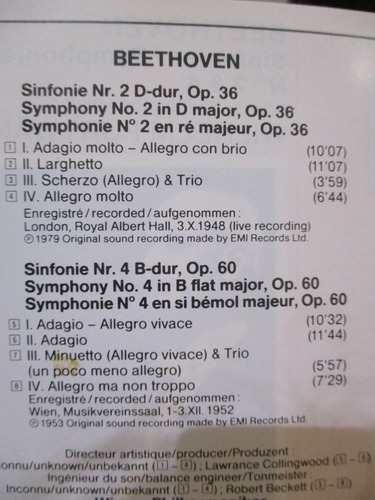 BEETHOVEN
Sinfonie Nr. 2 D-dur, Op. 36
Symphony No. 2 in D major, Op. 36
Symphonie Nº 2 en ré majeur, Op. 36
1 I. Adagio molto – Allegro con brio (10'07)
2 II. Larghetto (11'07)
3 III. Scherzo (Allegro) & Trio (3'59)
4 IV. Allegro molto (6'44)
Enregistré / recorded / aufgenommen :
London, Royal Albert Hall, 3.X.1948 (live recording)
℗ 1979 Original sound recording made by EMI Records Ltd.
Sinfonie Nr. 4 B-dur, Op. 60
Symphony No. 4 in B flat major, Op. 60
Symphonie Nº 4 en si bémol majeur, Op. 60
5 I. Adagio – Allegro vivace (10'32)
6 II. Adagio (11'44)
7 III. Minuetto (Allegro vivace) & Trio
(un poco meno allegro) (5'57)
8 IV. Allegro ma non troppo (7'29)
Enregistré / recorded / aufgenommen :
Wien, Musikvereinssaal, 1-3.XII. 1952
℗ 1953 Original sound recording made by EMI Records Ltd.
Directeur artistique/producer/Produzent :
onnu/unknown/unbekannt (1 – 4) ; Lawrance Collingwood (5 – 8)
Ingénieur du son/balance engineer/Tonmeister :
Inconnu/unknown/unbekannt (1 – 4) ; Robert Beckett (5 – 8)